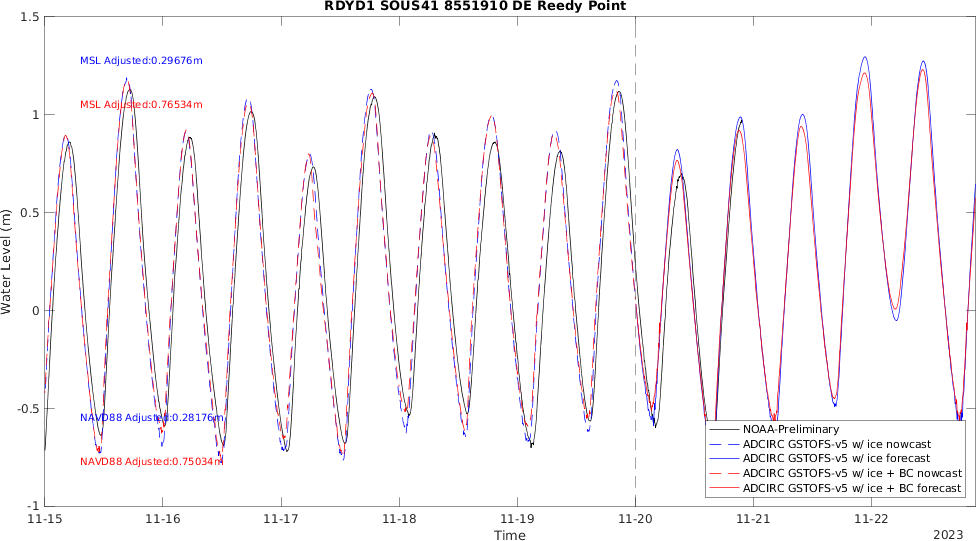 RDYD1 SOUS41 8551910 DE Reedy Point
1.5
MSL Adjusted:0.29676m
MSL Adjusted:0.76534m
1
0.5
Water Level (m)
0
-0.5
NAVD88 Adjusted:0.28176m
NAVD88 Adjusted:0.75034m
-1
NOAA-Preliminary
ADCIRC GSTOFS-v5 w/ ice nowcast
ADCIRC GSTOFS-v5 w/ ice forecast
ADCIRC GSTOFS-v5 w/ ice + BC nowcast
ADCIRC GSTOFS-v5 w/ ice + BC forecast
11-15 11-16 11-17 11-18 11-19 11-20 11-21 11-22
Time
2023